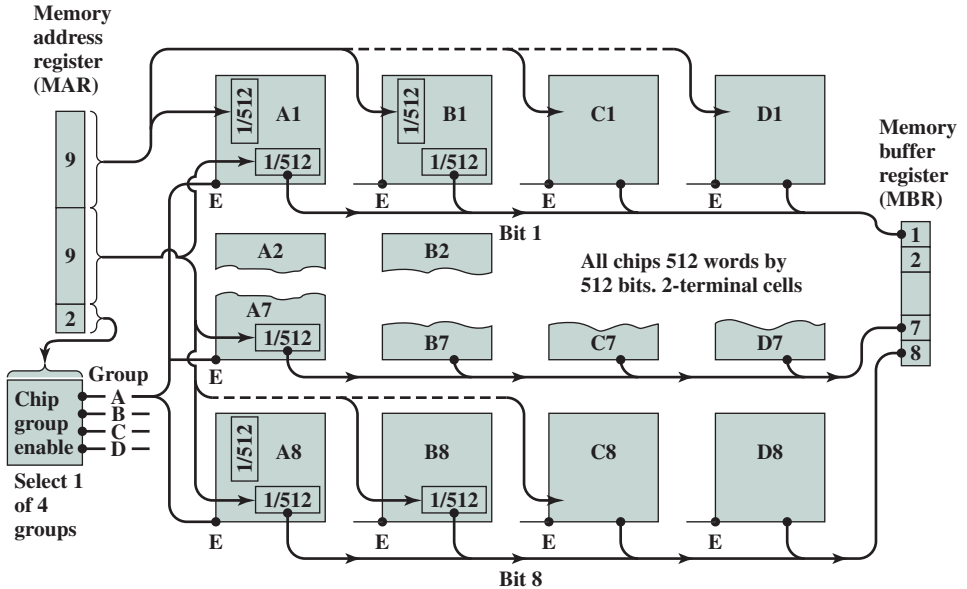 Memory
address
register
(MAR)
9
9
2
Chip
group
enable
Select 1
of 4
groups
Group
A
B
C
D
1/512
A1
1/512
E
1/512
B1
1/512
E
C1
E
D1
E
Bit 1
A2
B2
All chips 512 words by
512 bits. 2-terminal cells
A7
1/512
E
B7
C7
D7
1/512
A8
1/512
E
B8
1/512
E
C8
E
D8
E
Bit 8
Memory
buffer
register
(MBR)
1
2
7
8